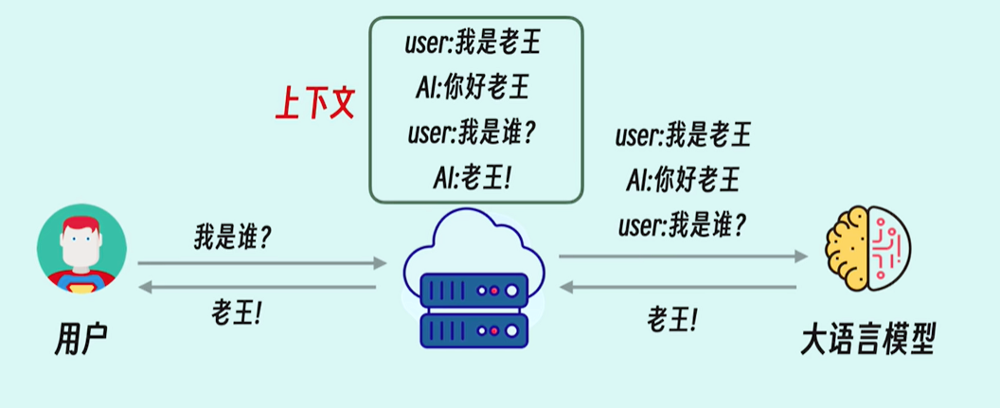 上下文
user:我是老王
AI:你好老王
user:我是谁?
AI:老王!
user:我是老王
AI:你好老王
user:我是谁?
我是谁?
老王!
老王!
用户
大语言模型